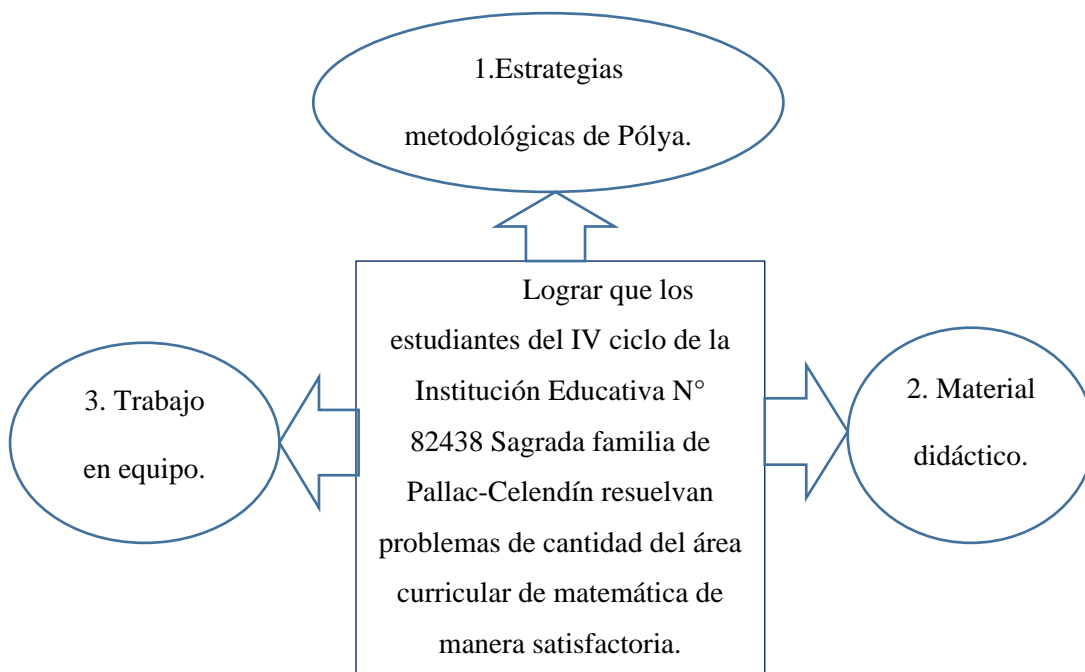 1.Estrategias
metodológicas de Pólya.
Lograr que los
estudiantes del IV ciclo de la
Institución Educativa N°
82438 Sagrada familia de
Pallac-Celendín resuelvan
problemas de cantidad del área
curricular de matemática de
manera satisfactoria.
3. Trabajo
en equipo.
2. Material
didáctico.